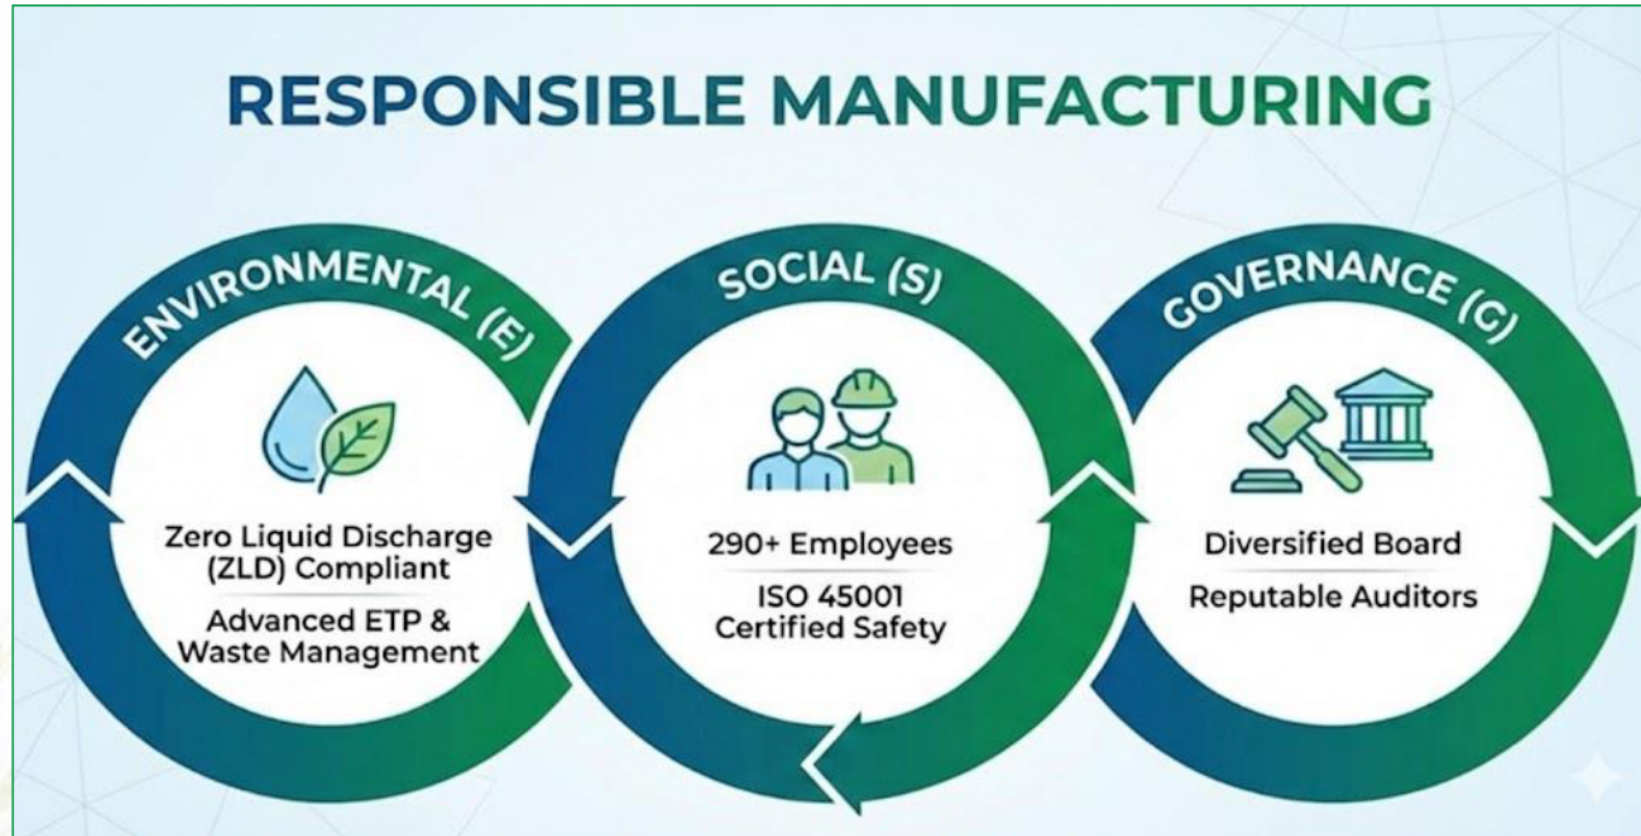 RESPONSIBLE MANUFACTURING
ENVIRONMENTAL (E)
Zero Liquid Discharge
(ZLD) Compliant
Advanced ETP &
Waste Management
SOCIAL (S)
290+ Employees
ISO 45001
Certified Safety
GOVERNANCE (G)
Diversified Board
Reputable Auditors